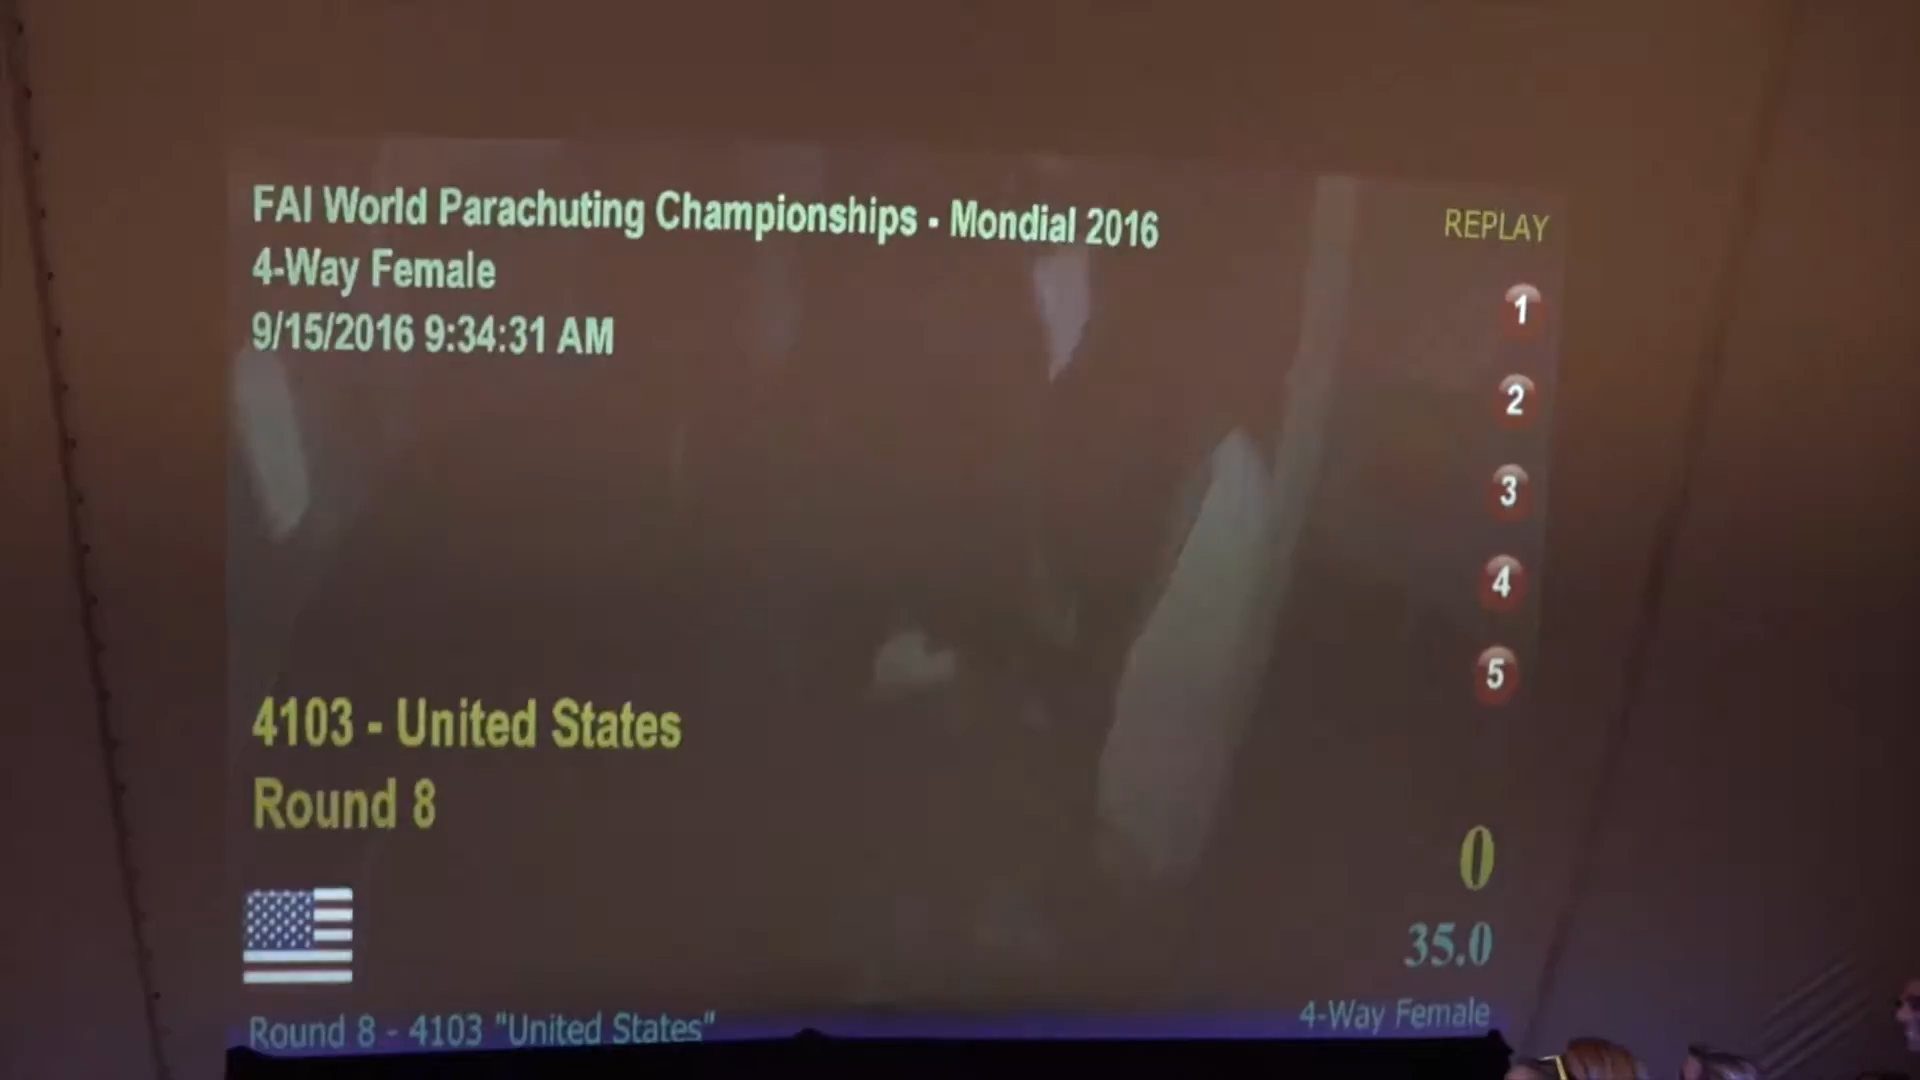 FAI World Parachuting Championships - Mondial 2016
4-Way Female
9/15/2016 9:34:31 AM
REPLAY
1
2
3
4
5
4103 - United States
Round 8
0
35.0
Round 8 - 4103 "United States"
4-Way Female